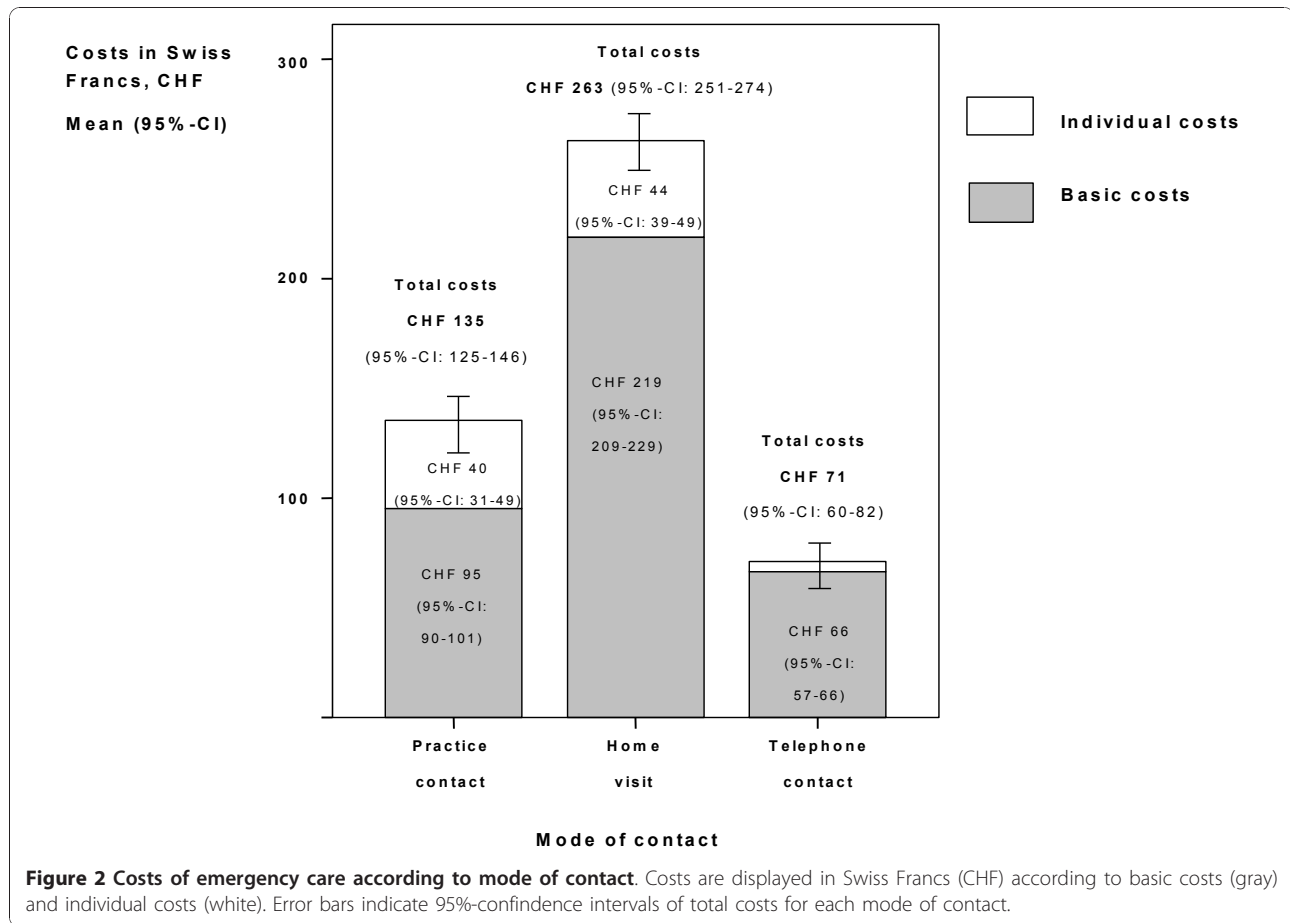 Costs in Swiss
Francs, CHF
Mean (95%-CI)
300
200
100
Total costs
CHF 263 (95%-CI: 251-274)
CHF 44
(95%-CI: 39-49)
CHF 219
(95%-CI:
209-229)
Total costs
CHF 135
(95%-CI: 125-146)
CHF 40
(95%-CI: 31-49)
CHF 95
(95%-CI:
90-101)
Total costs
CHF 71
(95%-CI: 60-82)
CHF 66
(95%-CI:
57-66)
Individual costs
Basic costs
Practice
contact
Home
visit
Telephone
contact
Mode of contact
Figure 2 Costs of emergency care according to mode of contact. Costs are displayed in Swiss Francs (CHF) according to basic costs (gray)
and individual costs (white). Error bars indicate 95%-confindence intervals of total costs for each mode of contact.